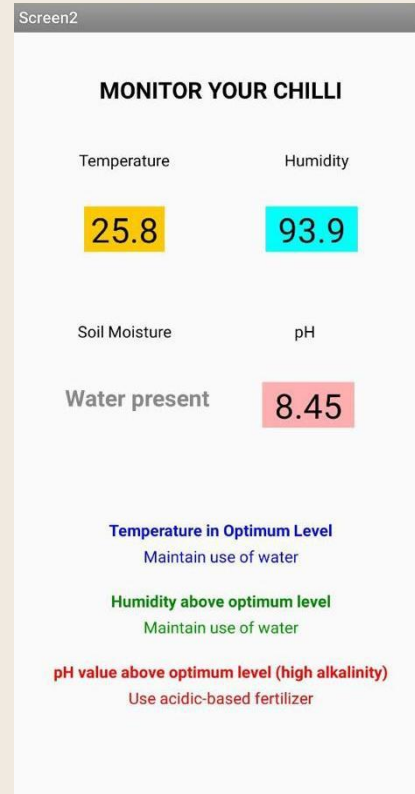 Screen2
MONITOR YOUR CHILLI
Temperature Humidity
25.8 93.9
Soil Moisture pH
Water present 8.45
Temperature in Optimum Level
Maintain use of water
Humidity above optimum level
Maintain use of water
pH value above optimum level (high alkalinity)
Use acidic-based fertilizer